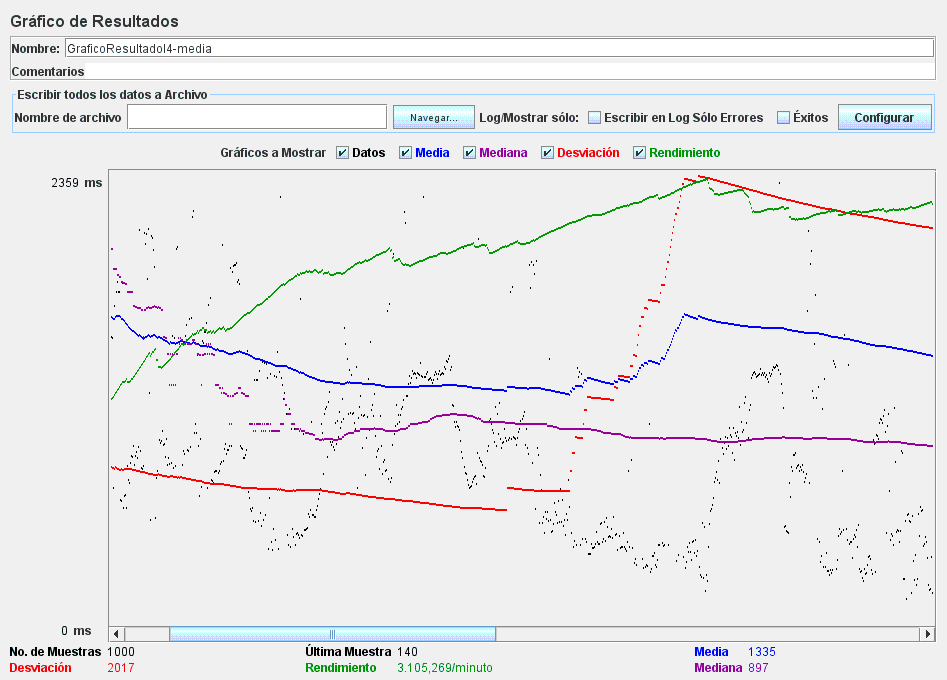 Gráfico de Resultados
Nombre: GraficoResultadoI4-media
Comentarios
Escribir todos los datos a Archivo
Nombre de archivo Navegar... Log/Mostrar sólo: Escribir en Log Sólo Errores Éxitos Configurar
Gráficos a Mostrar Datos Media Mediana Desviación Rendimiento
2359 ms
0 ms
No. de Muestras 1000 Última Muestra 140 Media 1335
Desviación 2017 Rendimiento 3.105,269/minuto Mediana 897